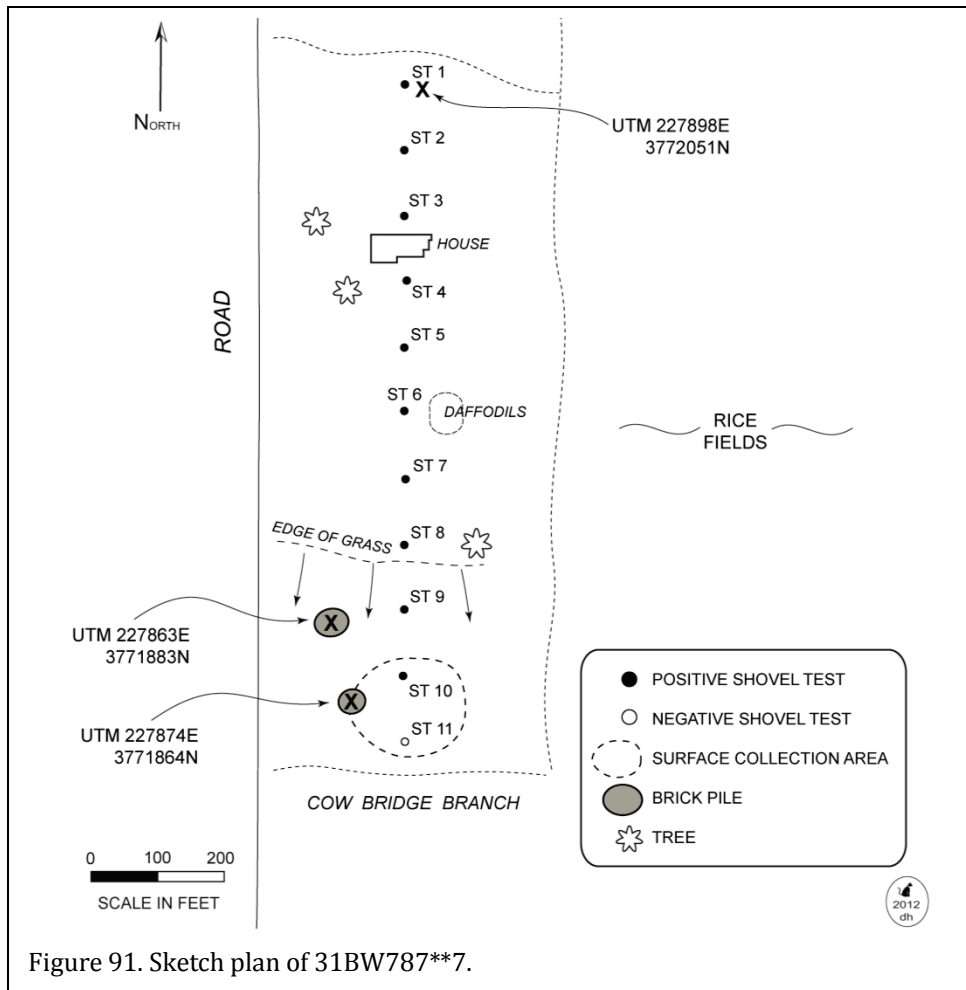 ST 1
X
NORTH
UTM 227898E
3772051N
ST 2
ST 3
HOUSE
ST 4
ROAD
ST 5
ST 6
DAFFODILS
RICE
FIELDS
ST 7
EDGE OF GRASS
ST 8
ST 9
X
UTM 227863E
3771883N
ST 10
X
UTM 227874E
3771864N
ST 11
COW BRIDGE BRANCH
POSITIVE SHOVEL TEST
NEGATIVE SHOVEL TEST
SURFACE COLLECTION AREA
BRICK PILE
TREE
0 100 200
SCALE IN FEET
2012
dh
Figure 91. Sketch plan of 31BW787**7.